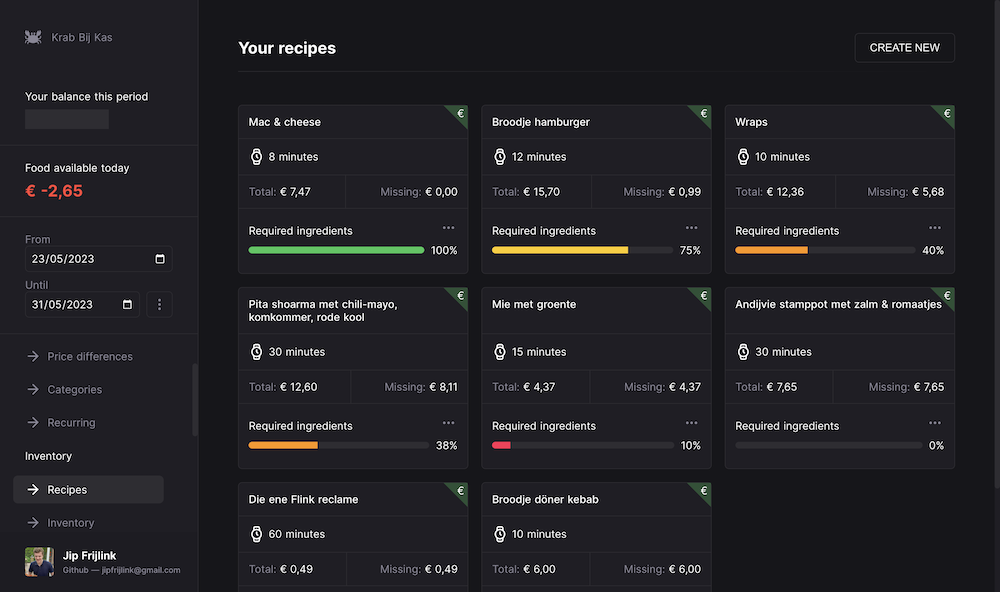 Krab Bij Kas
Your balance this period
Food available today
€ -2,65
From
23/05/2023
Until
31/05/2023
Price differences
Categories
Recurring
Inventory
Recipes
Inventory
Jip Frijlink
Github — jipfrijlink@gmail.com
Your recipes
CREATE NEW
Mac & cheese
€
8 minutes
Total: € 7,47
Missing: € 0,00
Required ingredients
100%
Broodje hamburger
€
12 minutes
Total: € 15,70
Missing: € 0,99
Required ingredients
75%
Wraps
€
10 minutes
Total: € 12,36
Missing: € 5,68
Required ingredients
40%
Pita shoarma met chili-mayo,
komkommer, rode kool
€
30 minutes
Total: € 12,60
Missing: € 8,11
Required ingredients
38%
Mie met groente
€
15 minutes
Total: € 4,37
Missing: € 4,37
Required ingredients
10%
Andijvie stamppot met zalm & romaatjes
€
30 minutes
Total: € 7,65
Missing: € 7,65
Required ingredients
0%
Die ene Flink reclame
€
60 minutes
Total: € 0,49
Missing: € 0,49
Broodje döner kebab
€
10 minutes
Total: € 6,00
Missing: € 6,00